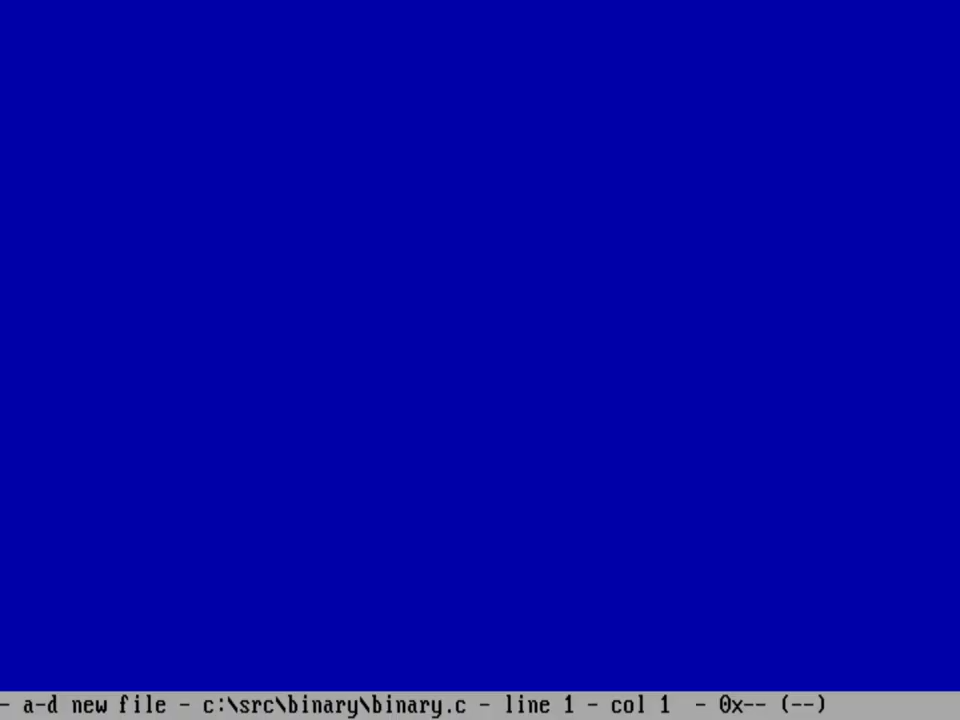 - a-d new file - c:\src\binary\binary.c - line 1 - col 1  - 0x-- (--)